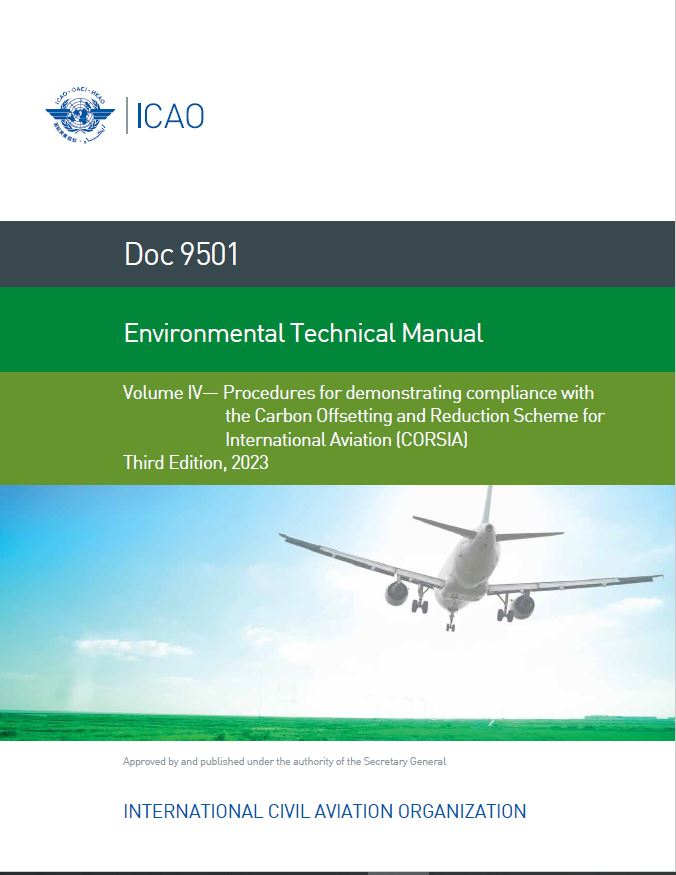 ICAO · OACI · ИКАО
ICAO
Doc 9501
Environmental Technical Manual
Volume IV— Procedures for demonstrating compliance with
the Carbon Offsetting and Reduction Scheme for
International Aviation (CORSIA)
Third Edition, 2023
Approved by and published under the authority of the Secretary General
INTERNATIONAL CIVIL AVIATION ORGANIZATION